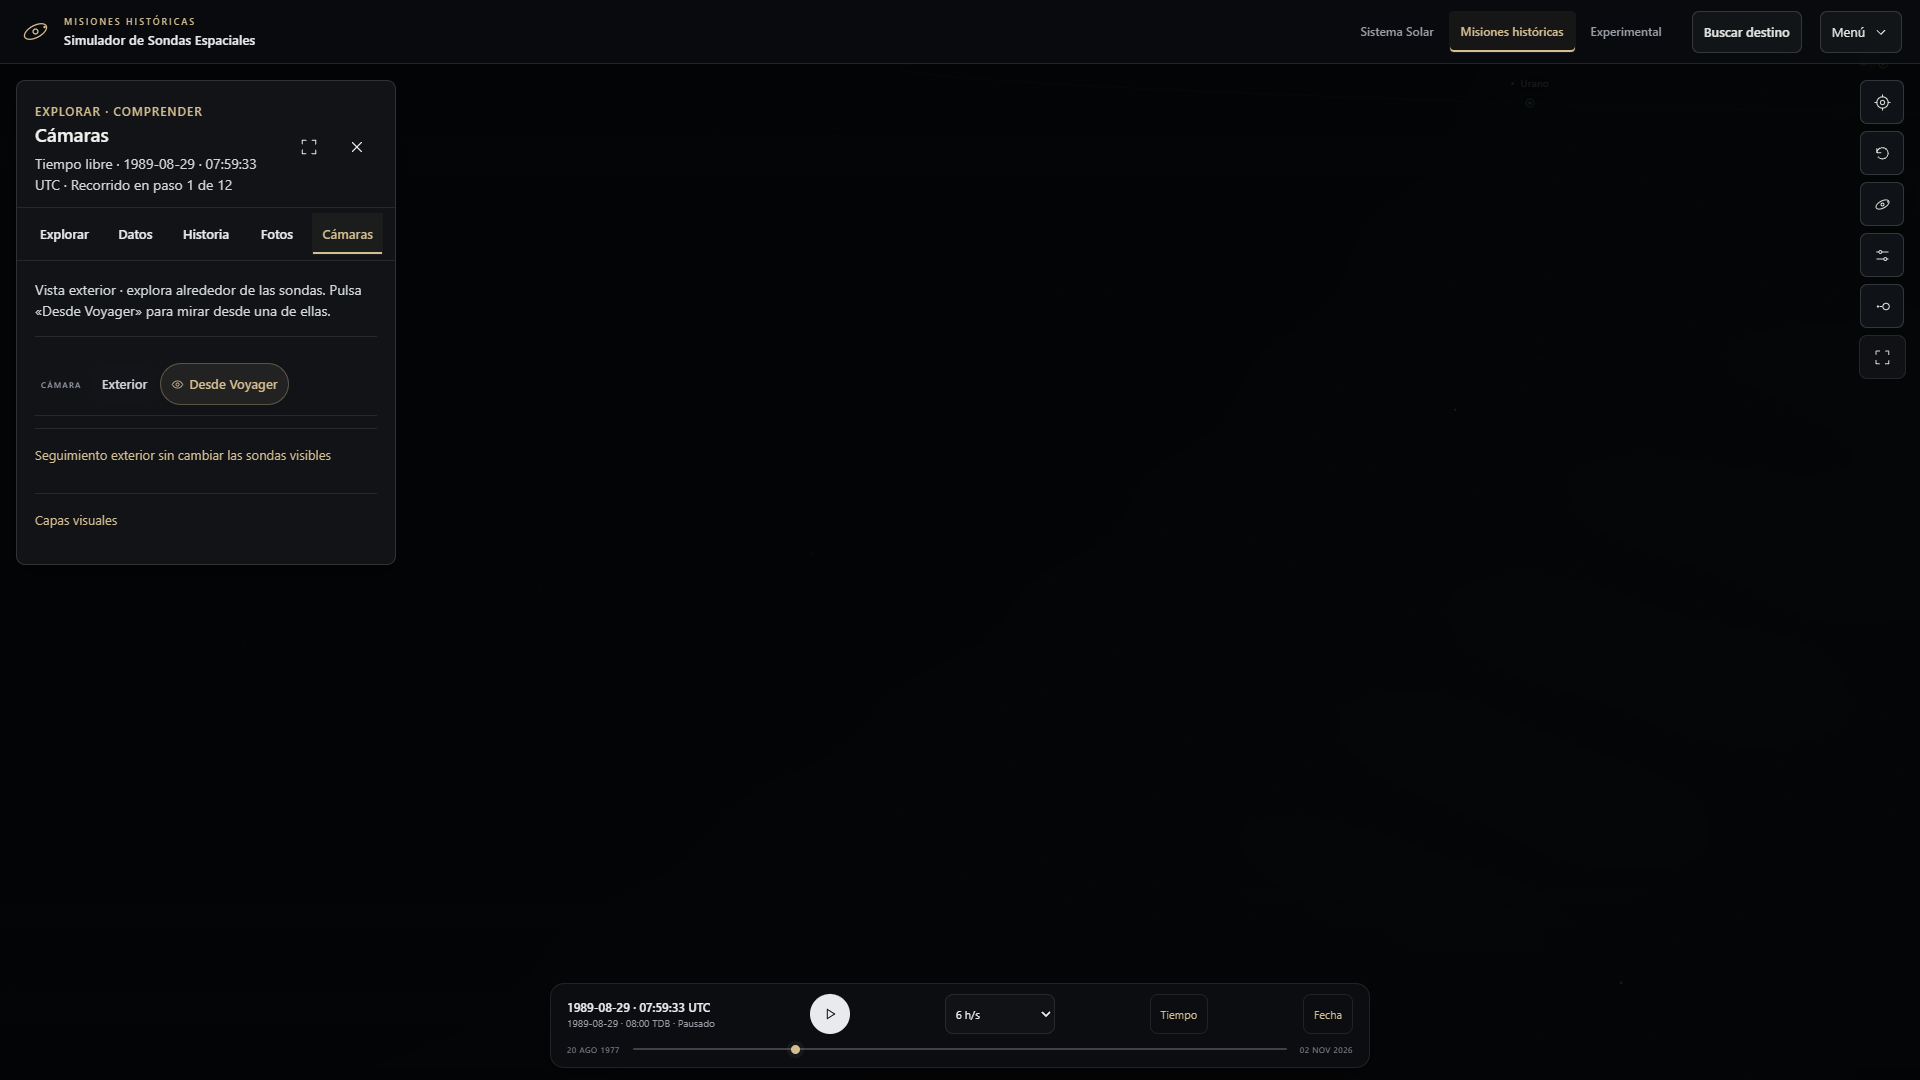 MISIONES HISTÓRICAS
Simulador de Sondas Espaciales
Sistema Solar
Misiones históricas
Experimental
Buscar destino
Menú
Urano
EXPLORAR · COMPRENDER
Cámaras
Tiempo libre · 1989-08-29 · 07:59:33
UTC · Recorrido en paso 1 de 12
Explorar
Datos
Historia
Fotos
Cámaras
Vista exterior · explora alrededor de las sondas. Pulsa
«Desde Voyager» para mirar desde una de ellas.
CÁMARA
Exterior
Desde Voyager
Seguimiento exterior sin cambiar las sondas visibles
Capas visuales
1989-08-29 · 07:59:33 UTC
1989-08-29 · 08:00 TDB · Pausado
6 h/s
Tiempo
Fecha
20 AGO 1977
02 NOV 2026